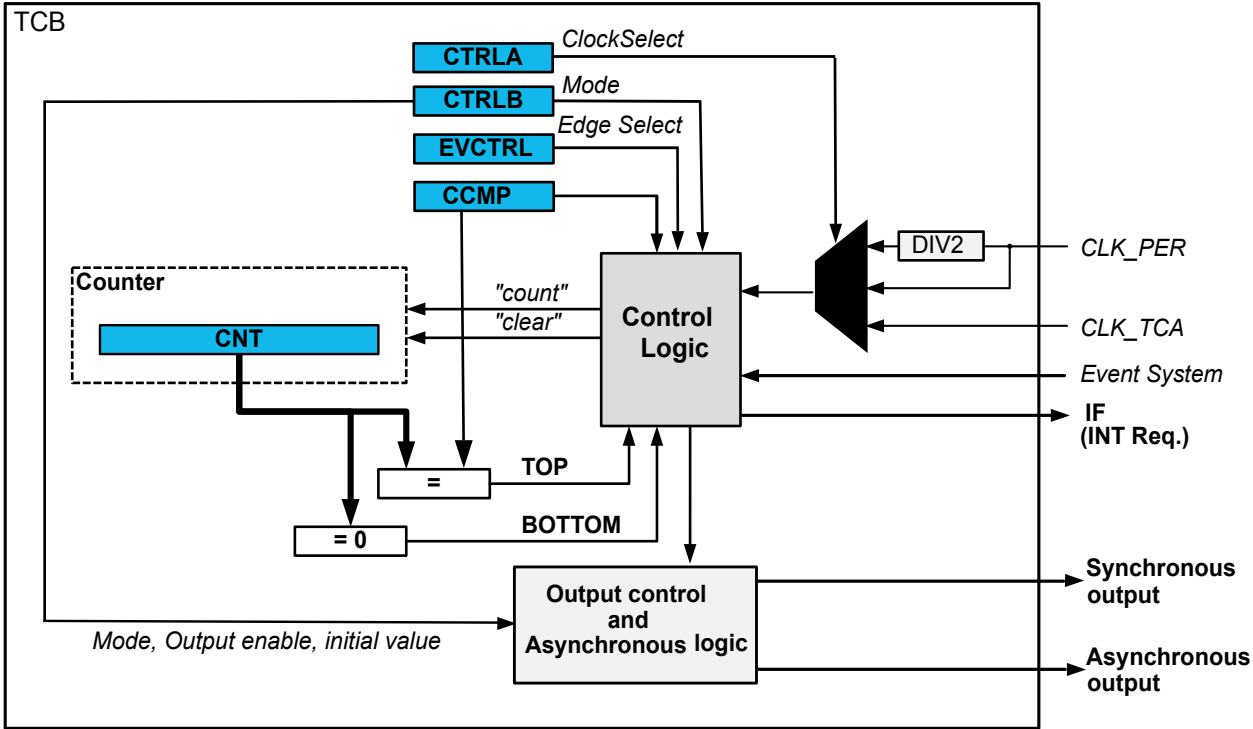 TCB
ClockSelect
CTRLA
Mode
CTRLB
Edge Select
EVCTRL
CCMP
DIV2
CLK_PER
Counter
"count"
Control
Logic
"clear"
CLK_TCA
CNT
Event System
IF
(INT Req.)
TOP
=
BOTTOM
= 0
Output control
and
Asynchronous logic
Synchronous
output
Mode, Output enable, initial value
Asynchronous
output